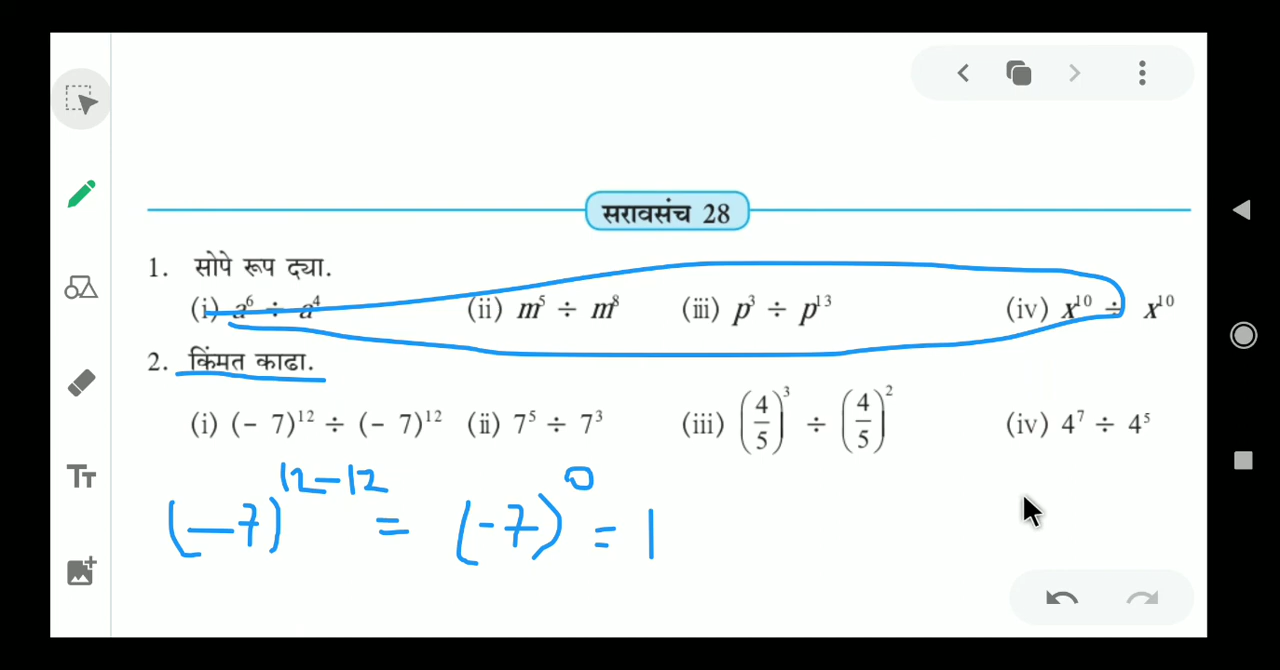 सरावसंच 28
1. सोपे रूप द्या.
(i) a⁶ ÷ a⁴ (ii) m⁵ ÷ m⁸ (iii) p³ ÷ p¹³ (iv) x¹⁰ ÷ x¹⁰
2. किंमत काढा.
(i) (– 7)¹² ÷ (– 7)¹² (ii) 7⁵ ÷ 7³ (iii) (4/5)³ ÷ (4/5)² (iv) 4⁷ ÷ 4⁵
(–7)¹²⁻¹² = (-7)⁰ = 1
TT